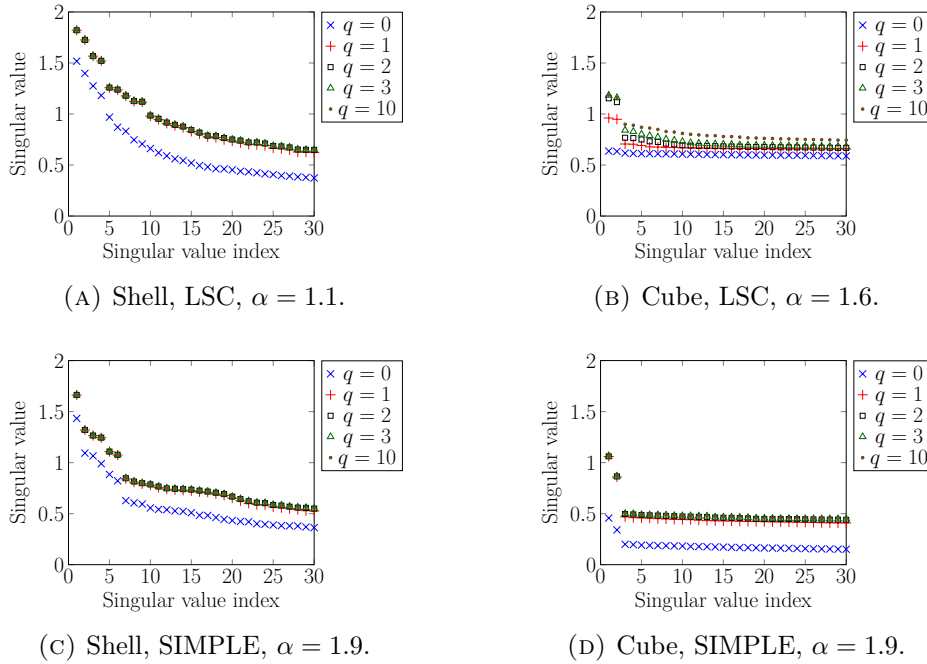 2
1.5
1
0.5
0
0 5 10 15 20 25 30
Singular value
Singular value index
q = 0
q = 1
q = 2
q = 3
q = 10
(A) Shell, LSC, α = 1.1.
2
1.5
1
0.5
0
0 5 10 15 20 25 30
Singular value
Singular value index
q = 0
q = 1
q = 2
q = 3
q = 10
(B) Cube, LSC, α = 1.6.
2
1.5
1
0.5
0
0 5 10 15 20 25 30
Singular value
Singular value index
q = 0
q = 1
q = 2
q = 3
q = 10
(C) Shell, SIMPLE, α = 1.9.
2
1.5
1
0.5
0
0 5 10 15 20 25 30
Singular value
Singular value index
q = 0
q = 1
q = 2
q = 3
q = 10
(D) Cube, SIMPLE, α = 1.9.